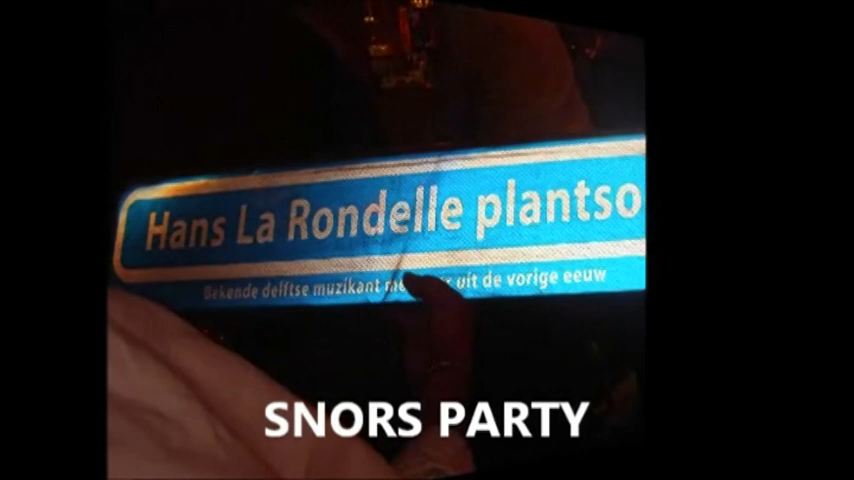 Hans La Rondelle plantso
Bekende delftse muzikant uit de vorige eeuw
SNORS PARTY